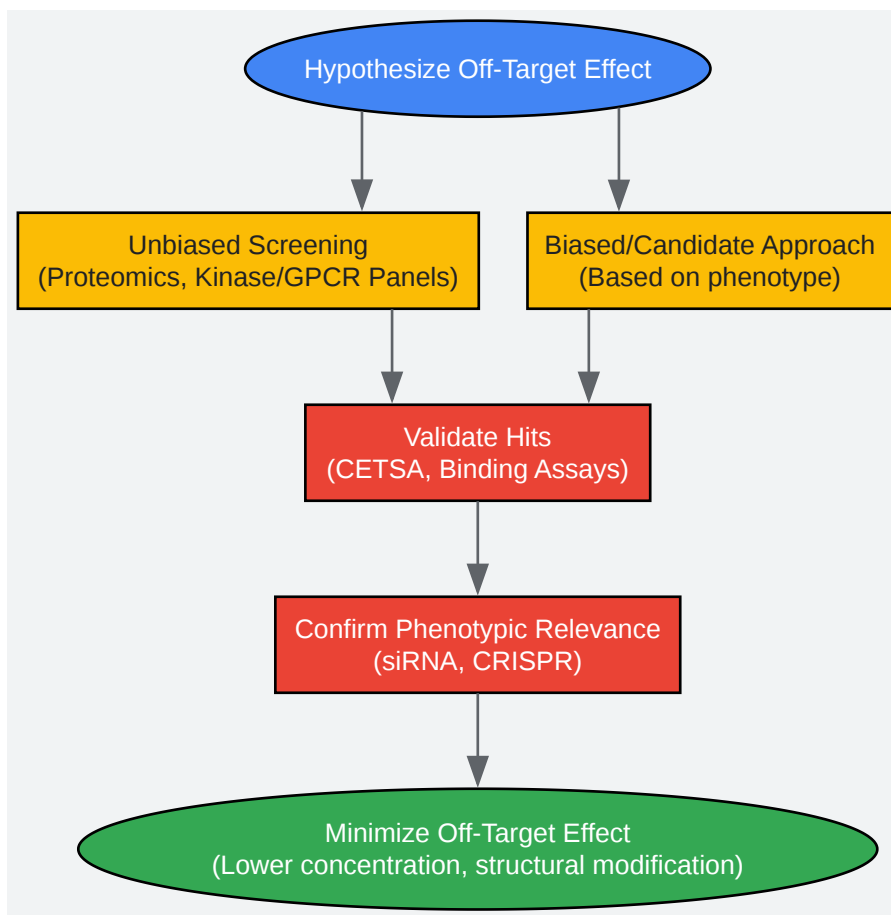 Hypothesize Off-Target Effect
Unbiased Screening
(Proteomics, Kinase/GPCR Panels)
Biased/Candidate Approach
(Based on phenotype)
Validate Hits
(CETSA, Binding Assays)
Confirm Phenotypic Relevance
(siRNA, CRISPR)
Minimize Off-Target Effect
(Lower concentration, structural modification)